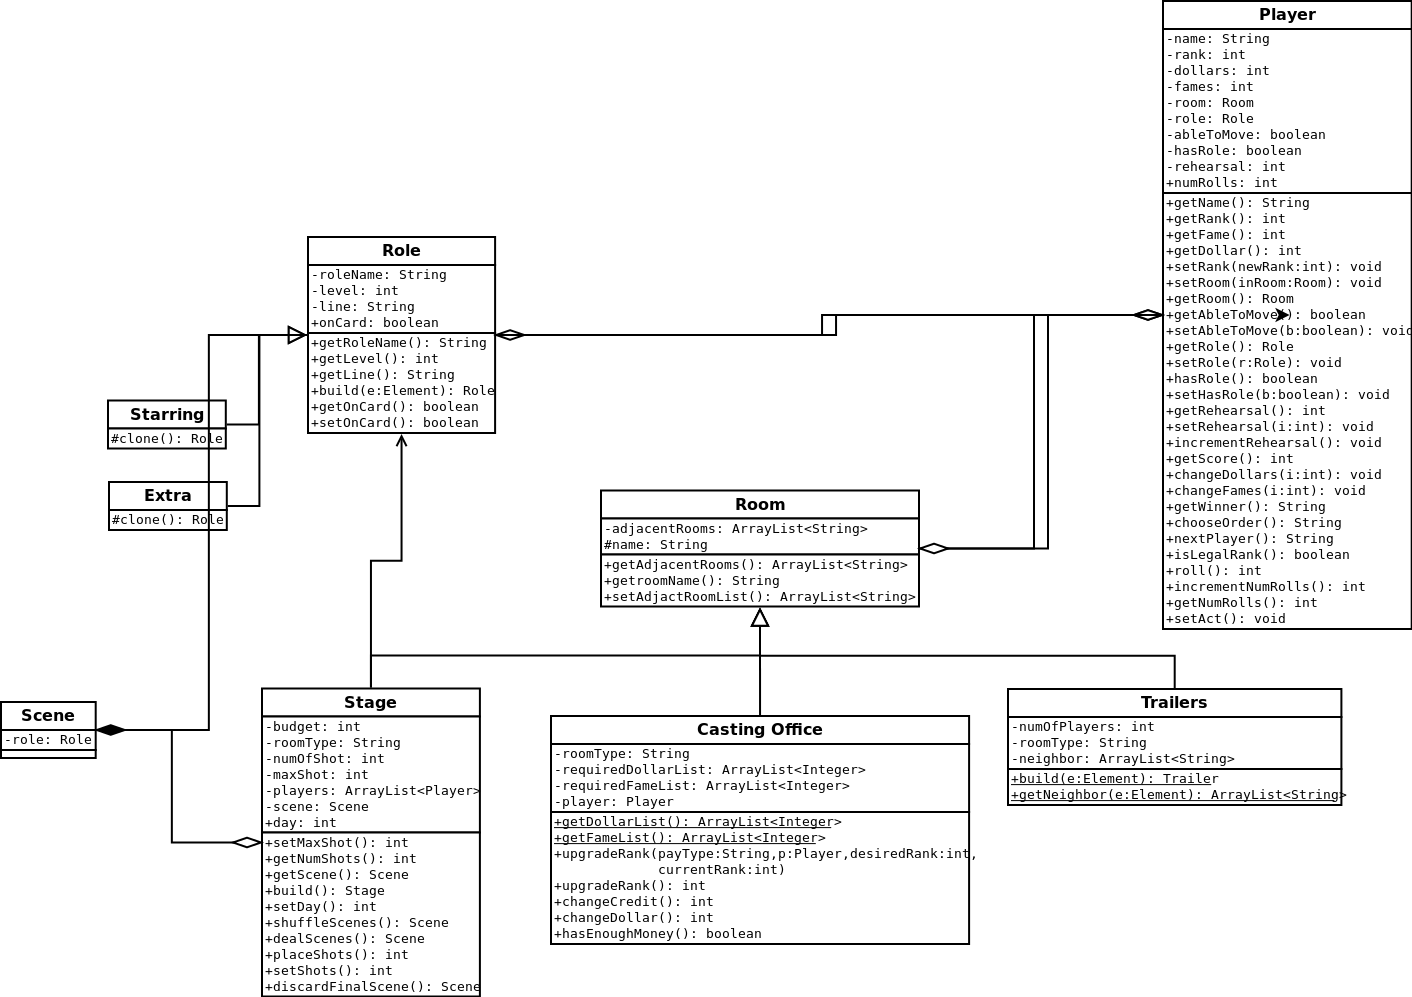 Player
-name: String
-rank: int
-dollars: int
-fames: int
-room: Room
-role: Role
-ableToMove: boolean
-hasRole: boolean
-rehearsal: int
+numRolls: int
+getName(): String
+getRank(): int
+getFame(): int
+getDollar(): int
+setRank(newRank:int): void
+setRoom(inRoom:Room): void
+getRoom(): Room
+getAbleToMove(): boolean
+setAbleToMove(b:boolean): void
+getRole(): Role
+setRole(r:Role): void
+hasRole(): boolean
+setHasRole(b:boolean): void
+getRehearsal(): int
+setRehearsal(i:int): void
+incrementRehearsal(): void
+getScore(): int
+changeDollars(i:int): void
+changeFames(i:int): void
+getWinner(): String
+chooseOrder(): String
+nextPlayer(): String
+isLegalRank(): boolean
+roll(): int
+incrementNumRolls(): int
+getNumRolls(): int
+setAct(): void
Role
-roleName: String
-level: int
-line: String
+onCard: boolean
+getRoleName(): String
+getLevel(): int
+getLine(): String
+build(e:Element): Role
+getOnCard(): boolean
+setOnCard(): boolean
Starring
#clone(): Role
Extra
#clone(): Role
Room
-adjacentRooms: ArrayList<String>
#name: String
+getAdjacentRooms(): ArrayList<String>
+getroomName(): String
+setAdjactRoomList(): ArrayList<String>
Scene
-role: Role
Stage
-budget: int
-roomType: String
-numOfShot: int
-maxShot: int
-players: ArrayList<Player>
-scene: Scene
+day: int
+setMaxShot(): int
+getNumShots(): int
+getScene(): Scene
+build(): Stage
+setDay(): int
+shuffleScenes(): Scene
+dealScenes(): Scene
+placeShots(): int
+setShots(): int
+discardFinalScene(): Scene
Casting Office
-roomType: String
-requiredDollarList: ArrayList<Integer>
-requiredFameList: ArrayList<Integer>
-player: Player
+getDollarList(): ArrayList<Integer>
+getFameList(): ArrayList<Integer>
+upgradeRank(payType:String,p:Player,desiredRank:int,
currentRank:int)
+upgradeRank(): int
+changeCredit(): int
+changeDollar(): int
+hasEnoughMoney(): boolean
Trailers
-numOfPlayers: int
-roomType: String
-neighbor: ArrayList<String>
+build(e:Element): Trailer
+getNeighbor(e:Element): ArrayList<String>